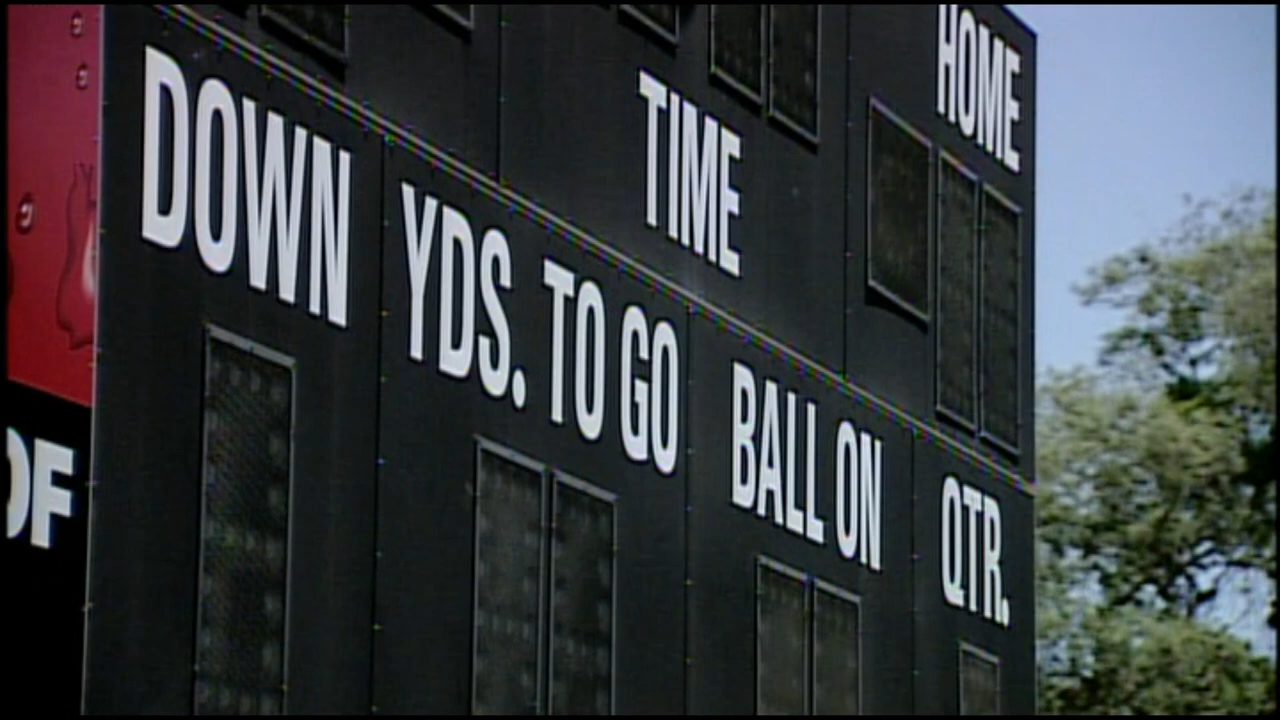 TIME
HOME
DOWN
YDS. TO GO
BALL ON
QTR.
OF